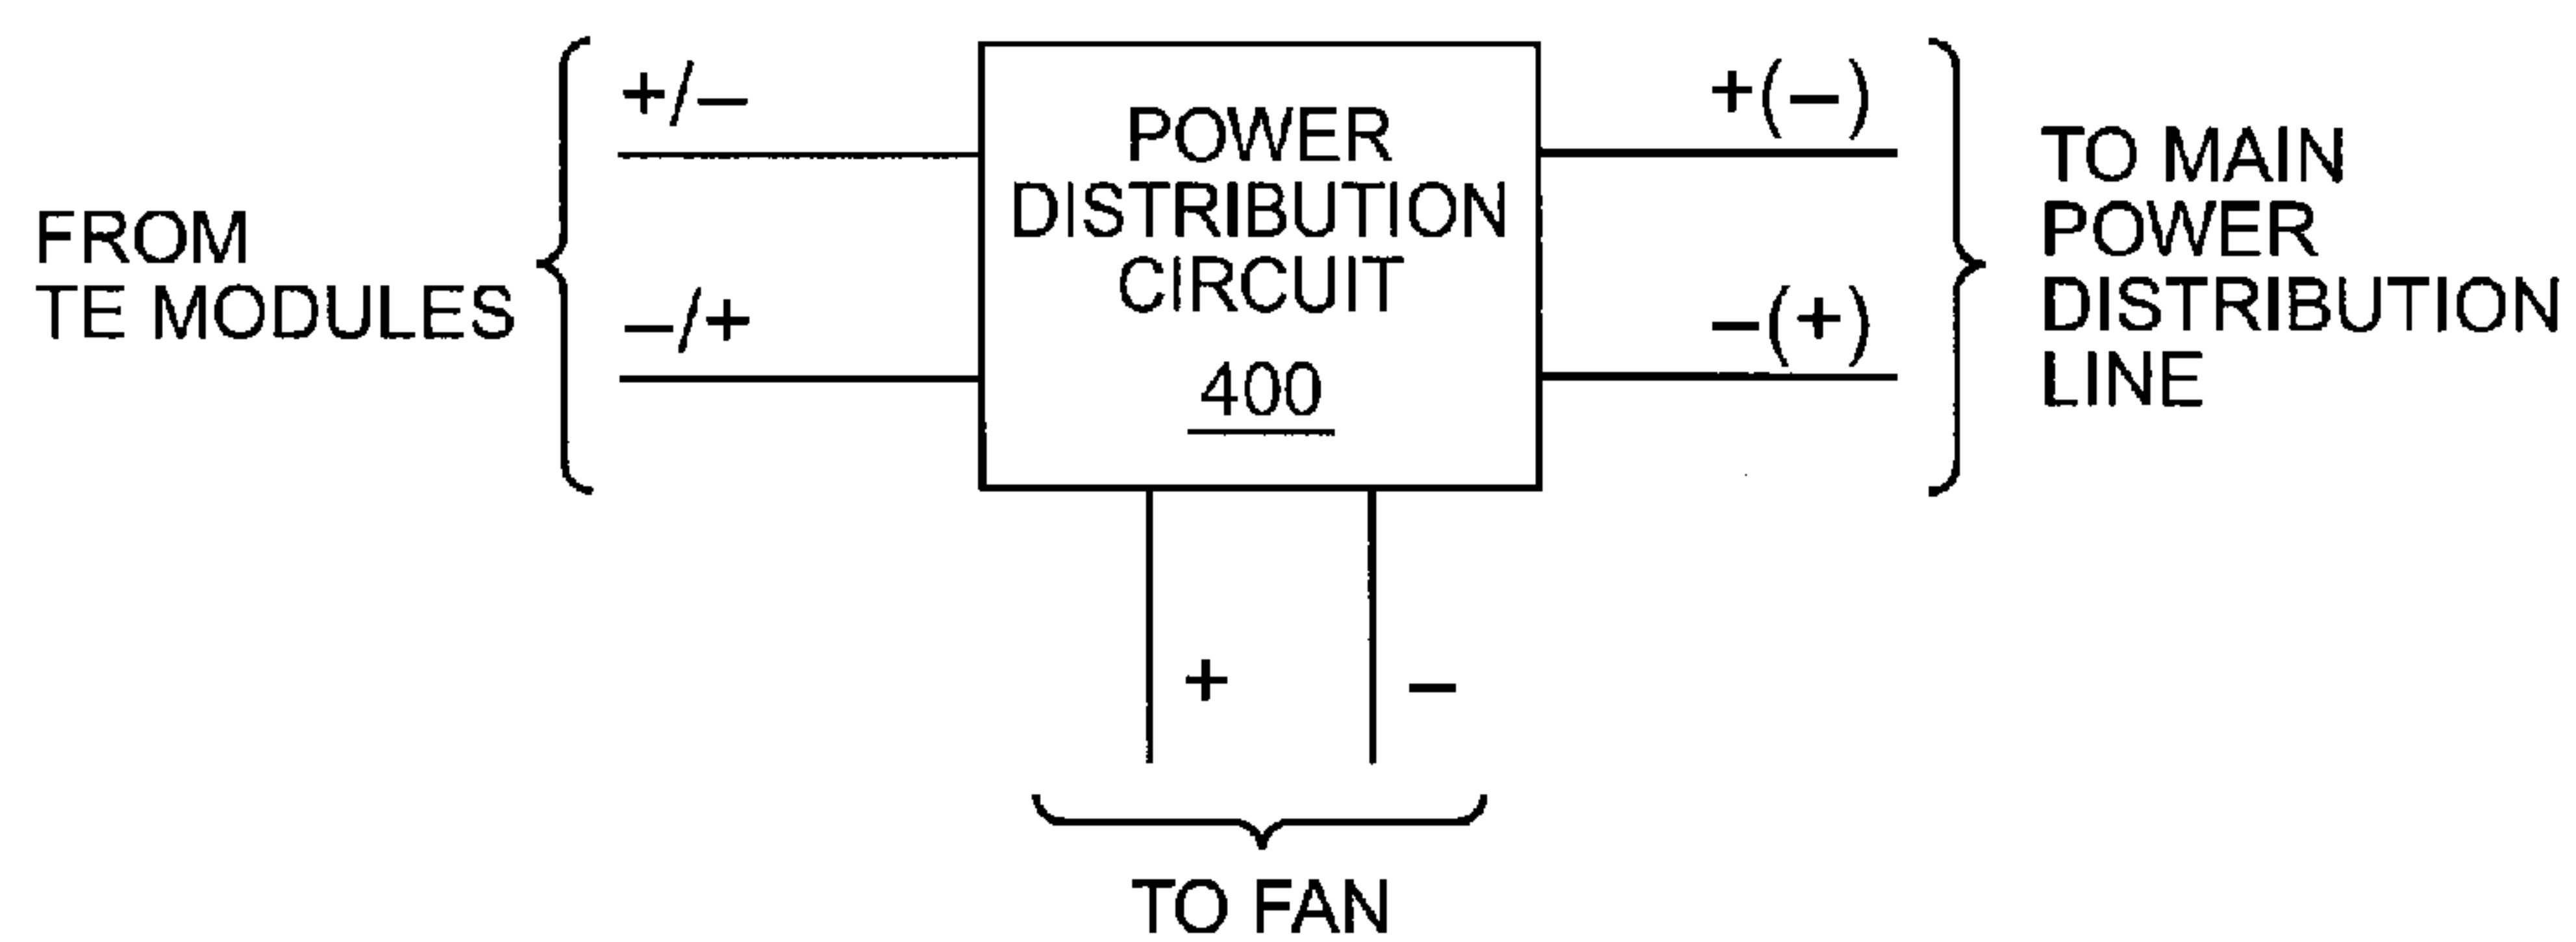 FROM
TE MODULES
+/–
–/+
POWER
DISTRIBUTION
CIRCUIT
400
+(–)
–(+)
TO MAIN
POWER
DISTRIBUTION
LINE
+ –
TO FAN